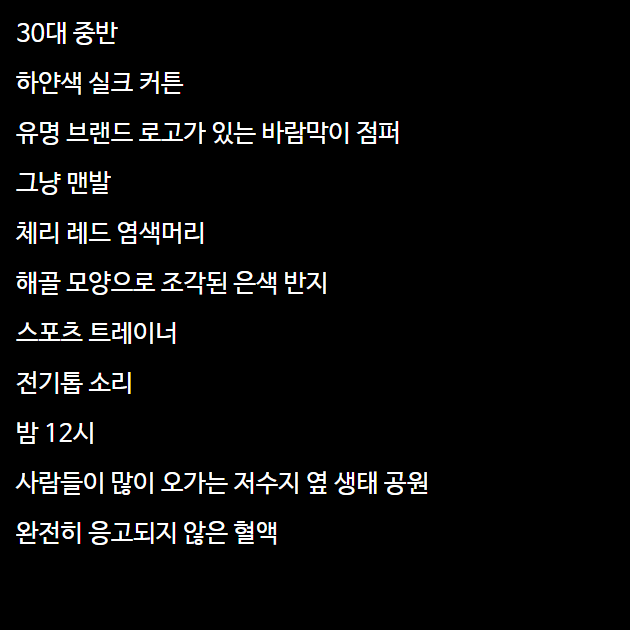 30대 중반
하얀색 실크 커튼
유명 브랜드 로고가 있는 바람막이 점퍼
그냥 맨발
체리 레드 염색머리
해골 모양으로 조각된 은색 반지
스포츠 트레이너
전기톱 소리
밤 12시
사람들이 많이 오가는 저수지 옆 생태 공원
완전히 응고되지 않은 혈액